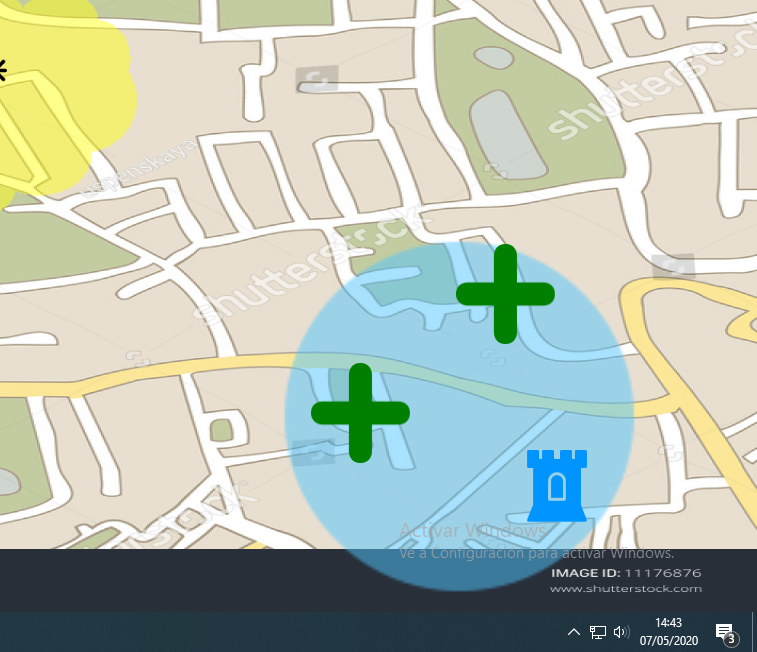 shutterstock
uspenskaya
shutterstock
shutterstock
Activar Windows
Ve a Configuración para activar Windows.
IMAGE ID: 11176876
www.shutterstock.com
14:43
07/05/2020
3